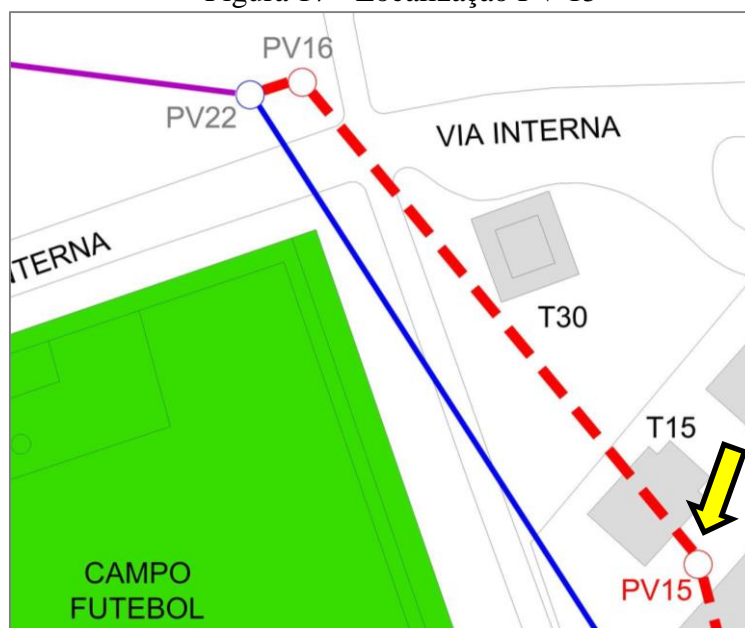 PV16
PV22
VIA INTERNA
TERNA
T30
T15
CAMPO
FUTEBOL
PV15